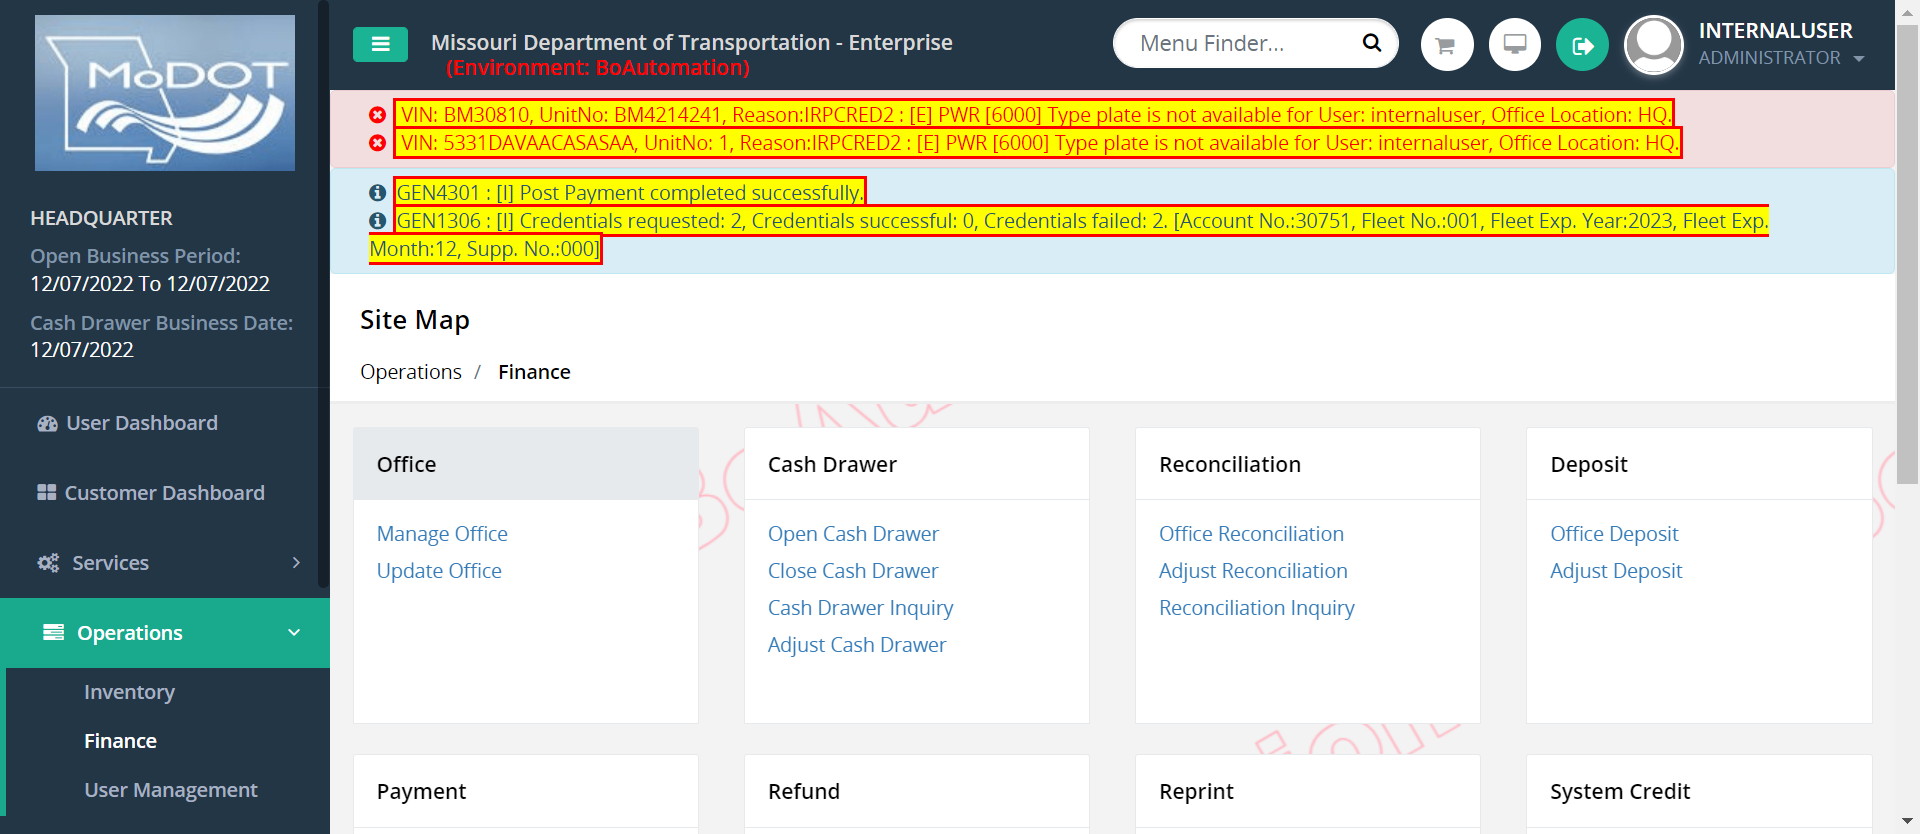 MoDOT
Missouri Department of Transportation - Enterprise
(Environment: BoAutomation)
Menu Finder...
INTERNALUSER
ADMINISTRATOR
VIN: BM30810, UnitNo: BM4214241, Reason:IRPCRED2 : [E] PWR [6000] Type plate is not available for User: internaluser, Office Location: HQ.
VIN: 5331DAVAACASASAA, UnitNo: 1, Reason:IRPCRED2 : [E] PWR [6000] Type plate is not available for User: internaluser, Office Location: HQ.
GEN4301 : [I] Post Payment completed successfully.
GEN1306 : [I] Credentials requested: 2, Credentials successful: 0, Credentials failed: 2. [Account No.:30751, Fleet No.:001, Fleet Exp. Year:2023, Fleet Exp.
Month:12, Supp. No.:000]
HEADQUARTER
Open Business Period:
12/07/2022 To 12/07/2022
Cash Drawer Business Date:
12/07/2022
User Dashboard
Customer Dashboard
Services
Operations
Inventory
Finance
User Management
Site Map
Operations / Finance
Office
Manage Office
Update Office
Cash Drawer
Open Cash Drawer
Close Cash Drawer
Cash Drawer Inquiry
Adjust Cash Drawer
Reconciliation
Office Reconciliation
Adjust Reconciliation
Reconciliation Inquiry
Deposit
Office Deposit
Adjust Deposit
Payment
Refund
Reprint
System Credit